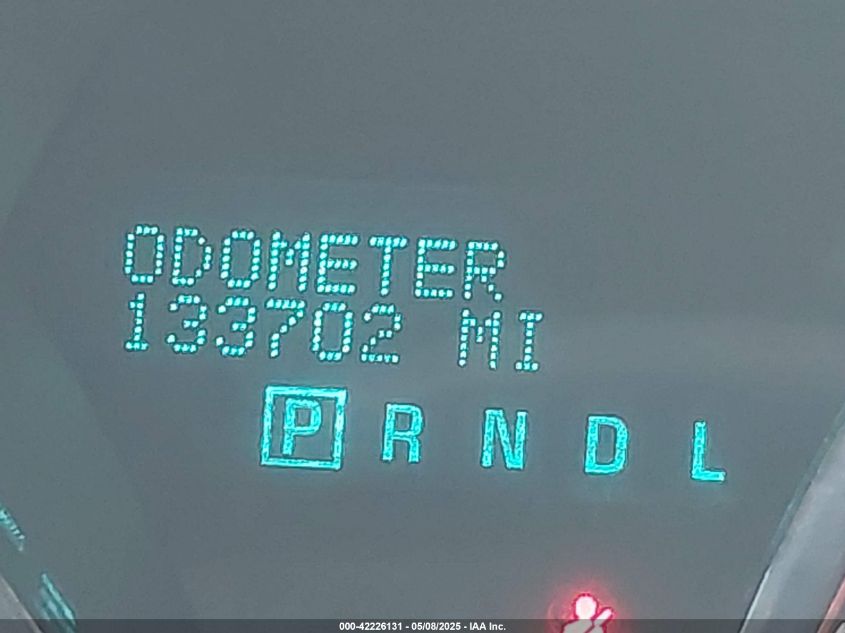 ODOMETER
133702 MI
P R N D L
000-42226131 - 05/08/2025 - IAA Inc.